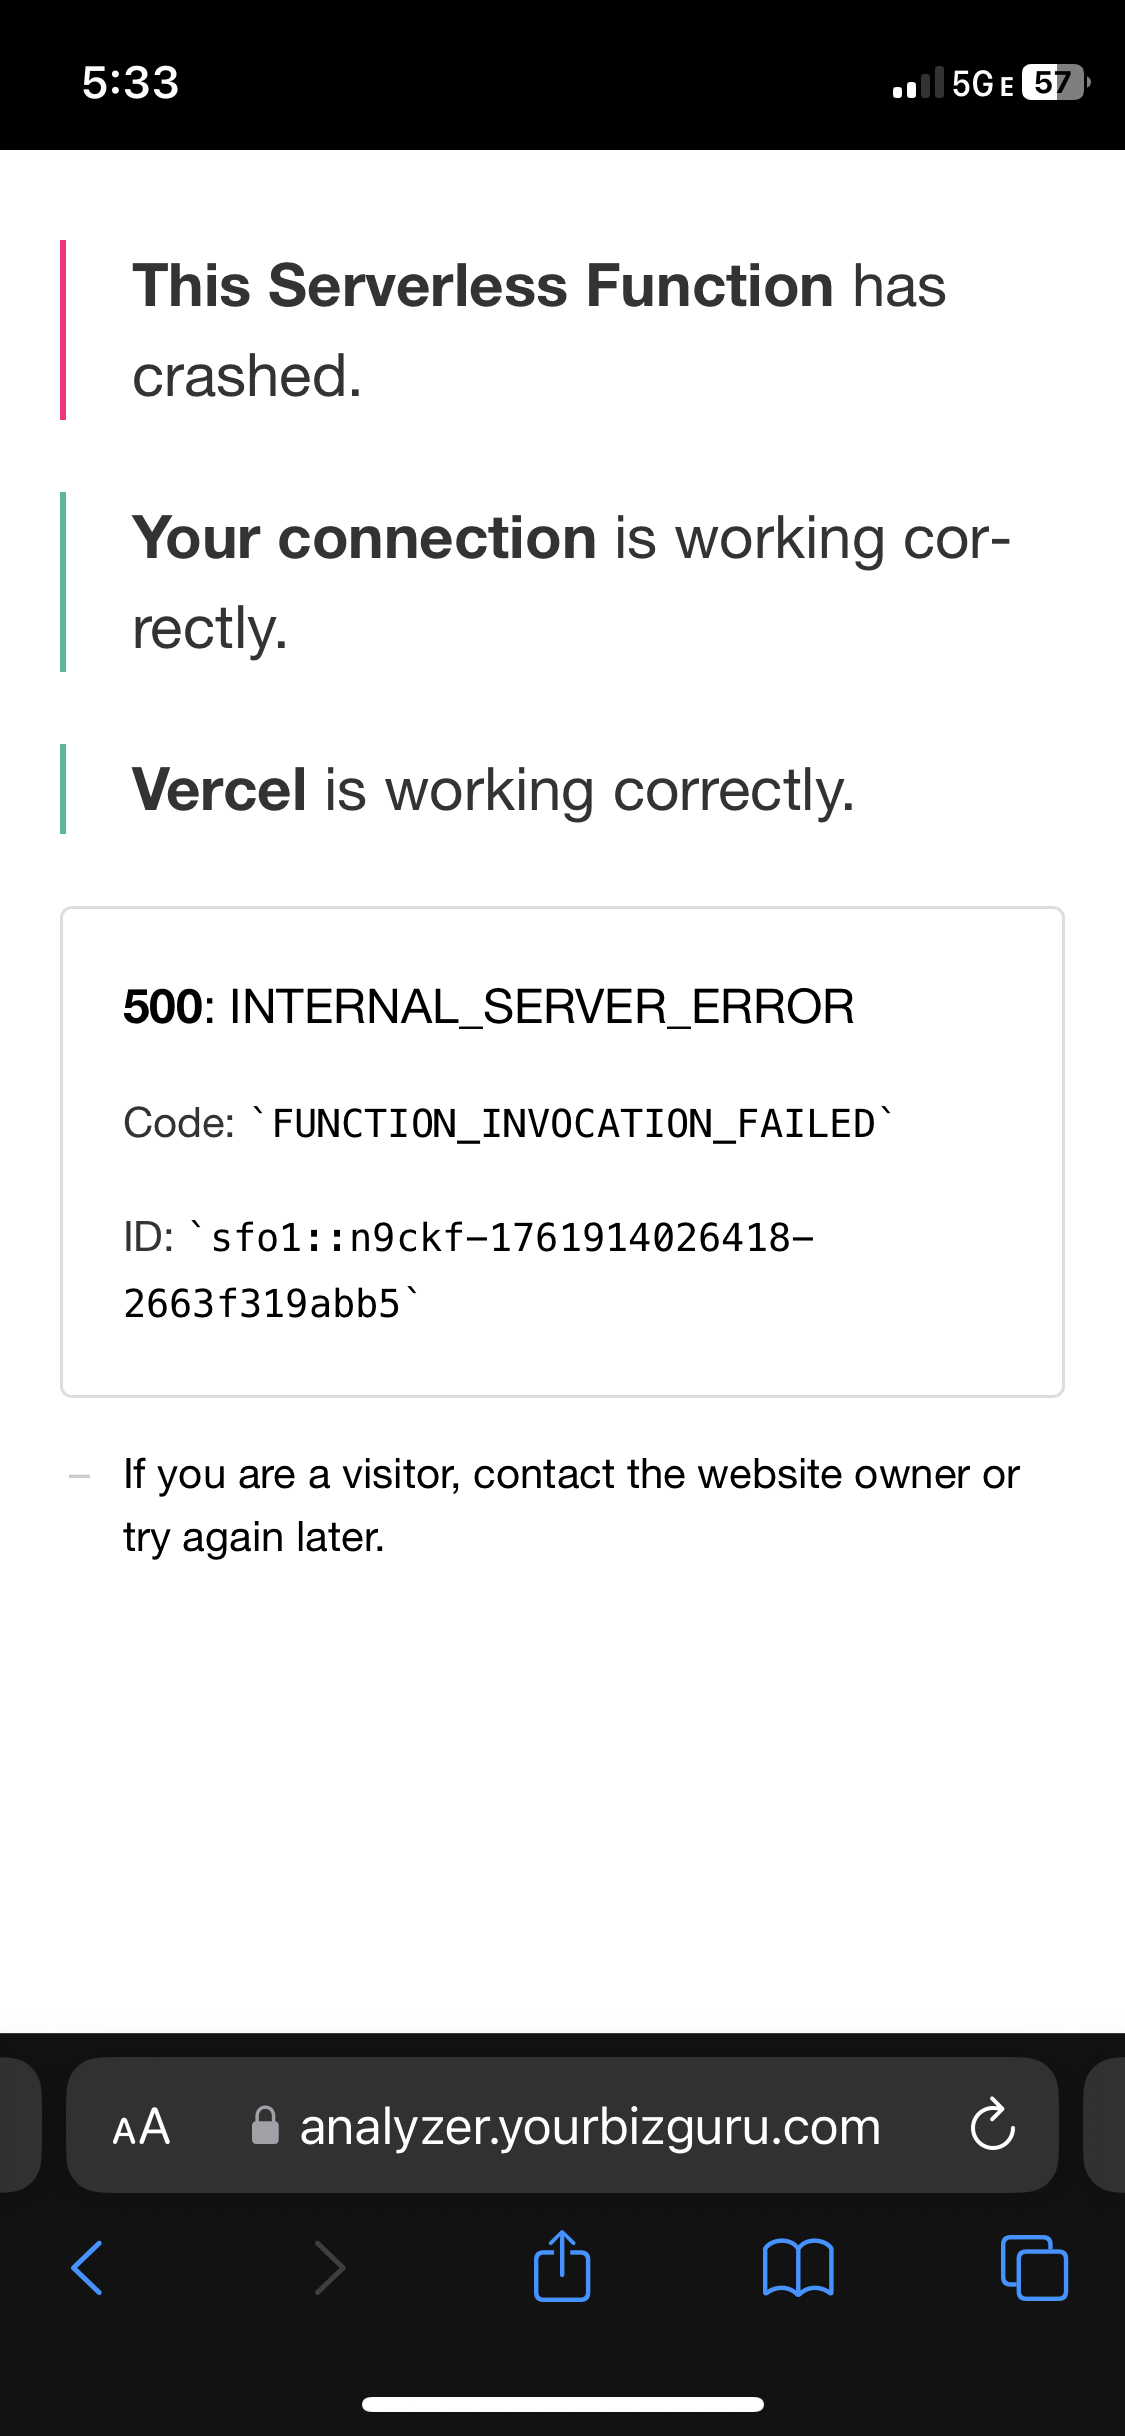 5:33
5G E 57
This Serverless Function has
crashed.
Your connection is working cor-
rectly.
Vercel is working correctly.
500: INTERNAL_SERVER_ERROR
Code: `FUNCTION_INVOCATION_FAILED`
ID: `sfo1::n9ckf-1761914026418-
2663f319abb5`
– If you are a visitor, contact the website owner or
try again later.
AA analyzer.yourbizguru.com